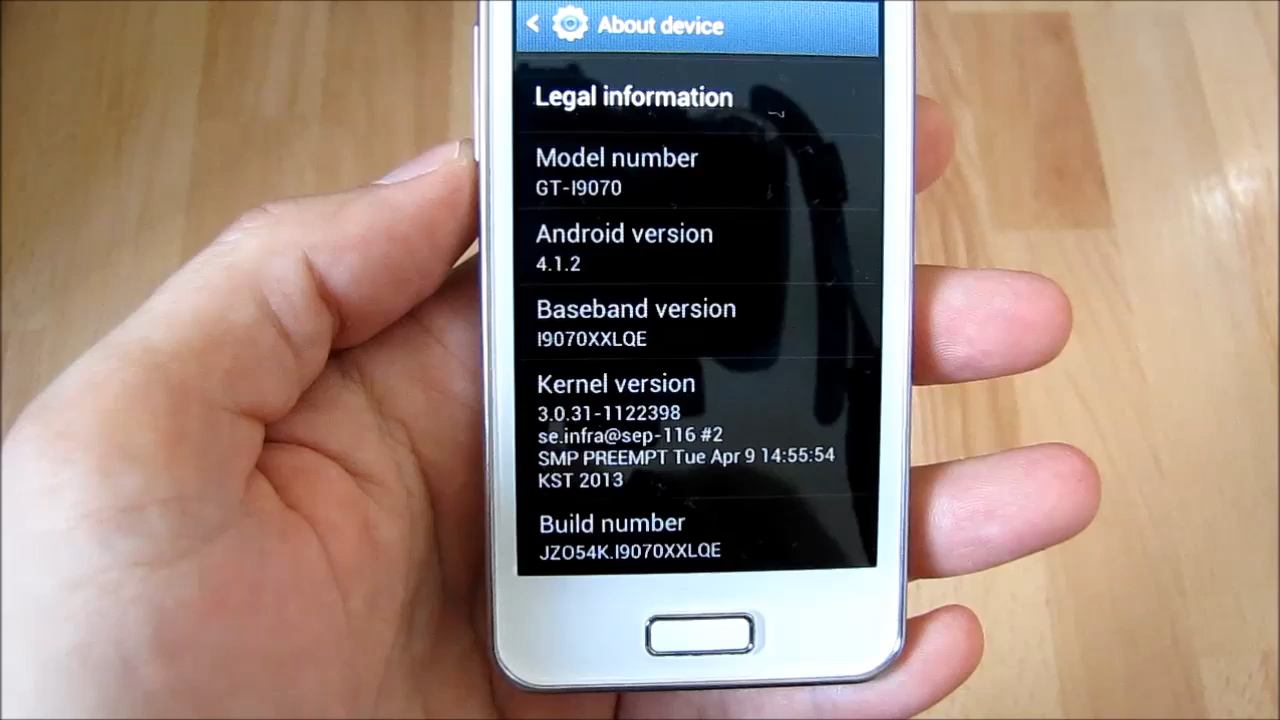 < About device
Legal information
Model number
GT-I9070
Android version
4.1.2
Baseband version
I9070XXLQE
Kernel version
3.0.31-1122398
se.infra@sep-116 #2
SMP PREEMPT Tue Apr 9 14:55:54
KST 2013
Build number
JZO54K.I9070XXLQE